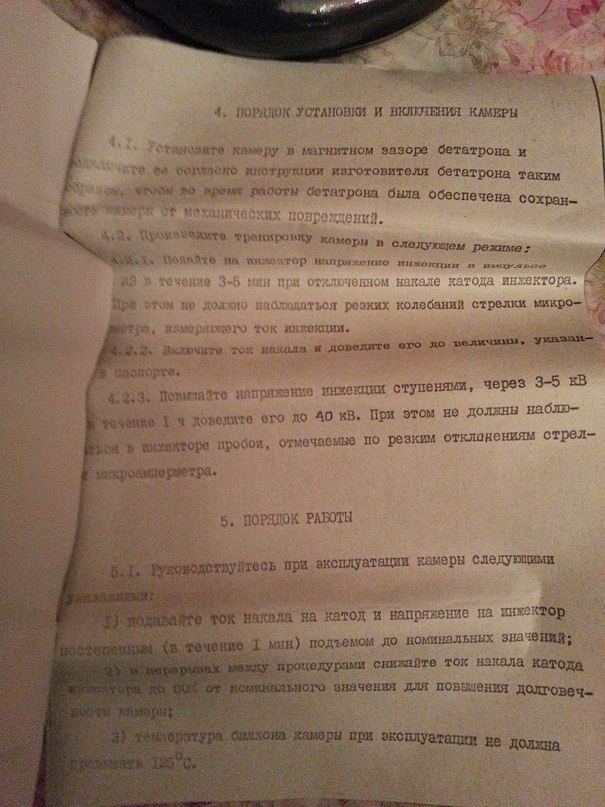 4. ПОРЯДОК УСТАНОВКИ И ВКЛЮЧЕНИЯ КАМЕРЫ
4.I. Установите камеру в магнитном зазоре бетатрона и
подключите ее согласно инструкции изготовителя бетатрона таким
образом, чтобы во время работы бетатрона была обеспечена сохран-
ность камеры от механических повреждений.
4.2. Произведите тренировку камеры в следующем режиме:
4.2.I. Подайте на инжектор напряжение инжекции в импульсе
кВ в течение 3-5 мин при отключенном накале катода инжектора.
При этом не должно наблюдаться резких колебаний стрелки микро-
метра, измеряющего ток инжекции.
4.2.2. Включите ток накала и доведите его до величины, указан-
в паспорте.
4.2.3. Повышайте напряжение инжекции ступенями, через 3-5 кВ
в течение I ч доведите его до 40 кВ. При этом не должны наблю-
даться в инжекторе пробои, отмечаемые по резким отклонениям стрел-
микроамперметра.
5. ПОРЯДОК РАБОТЫ
5.I. Руководствуйтесь при эксплуатации камеры следующими
указаниями:
I) подавайте ток накала на катод и напряжение на инжектор
постепенным (в течение I мин) подъемом до номинальных значений;
2) в перерывах между процедурами снижайте ток накала катода
инжектора до 80% от номинального значения для повышения долговеч-
ности камеры;
3) температура баллона камеры при эксплуатации не должна
превышать 125°С.